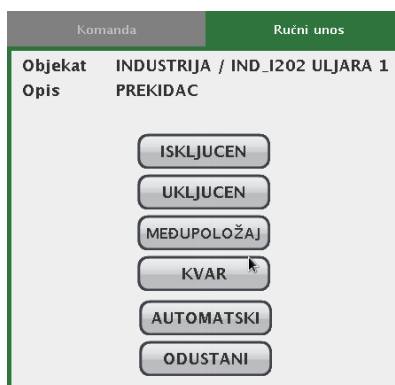 Komanda Ručni unos
Objekat INDUSTRIJA / IND_I202 ULJARA 1
Opis PREKIDAC
ISKLJUCEN
UKLJUCEN
MEĐUPOLOŽAJ
KVAR
AUTOMATSKI
ODUSTANI